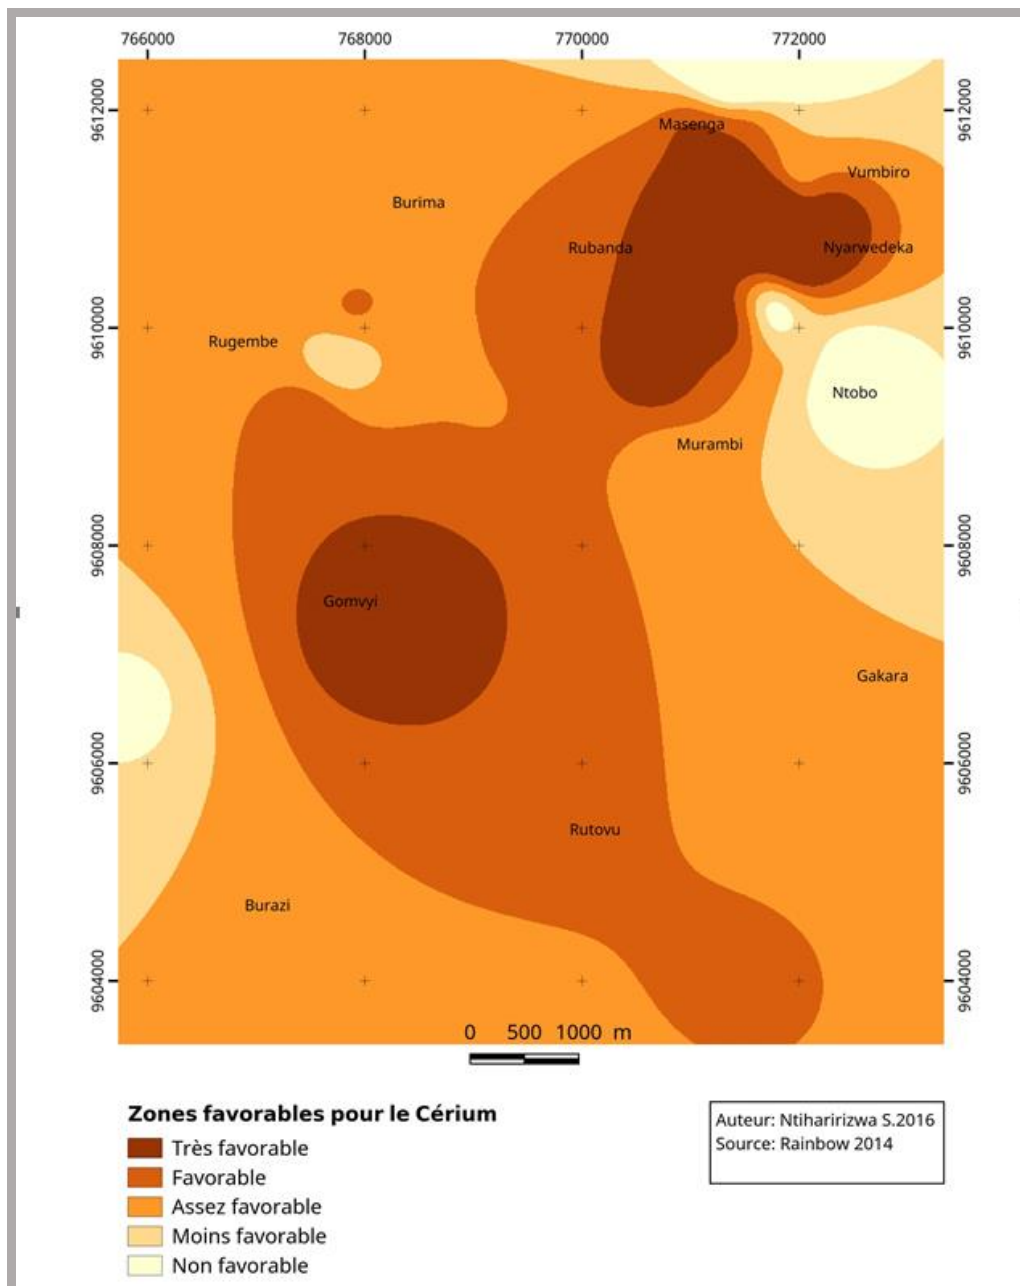 766000 768000 770000 772000
9612000 9612000
Masenga
Vumbiro
Burima
Rubanda Nyarwedeka
9610000 9610000
Rugembe
Ntobo
Murambi
9608000 9608000
Gomvyi
Gakara
9606000 9606000
Rutovu
Burazi
9604000 9604000
0 500 1000 m
Zones favorables pour le Cérium
Très favorable
Favorable
Assez favorable
Moins favorable
Non favorable
Auteur: Ntiharirizwa S.2016
Source: Rainbow 2014